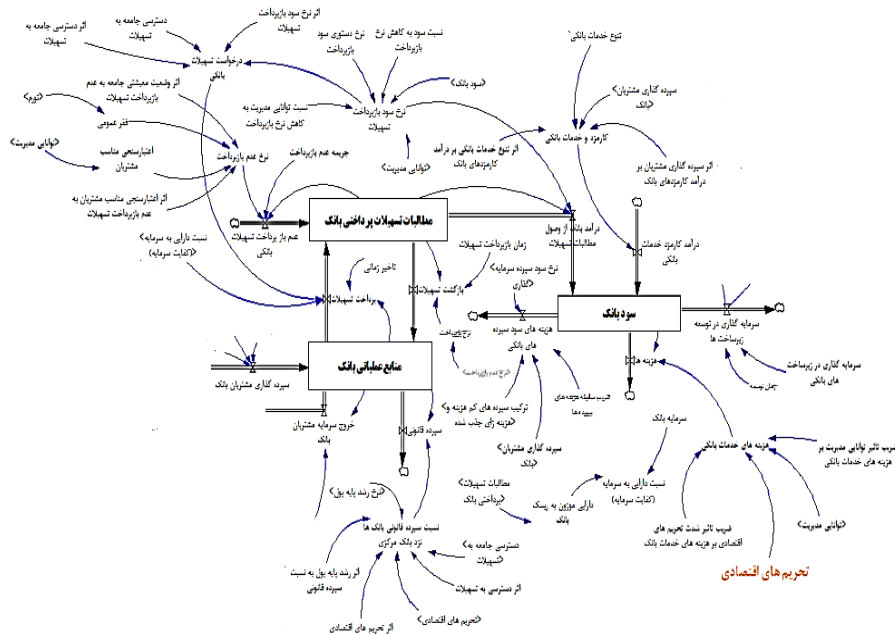 اثر نرخ سود بازپرداخت
تسهیلات
دسترسی جامعه به
تسهیلات
اثر دسترسی جامعه به
تسهیلات
درخواست تسهیلات
بانکی
نرخ دستوری سود
بازپرداخت
نسبت سود به کاهش نرخ
بازپرداخت
<سود بانک>
تنوع خدمات بانکی
<سپرده گذاری مشتریان
بانک>
اثر وضعیت معیشتی جامعه به عدم
بازپرداخت تسهیلات
<تورم>
فقر عمومی
نسبت توانایی مدیریت به
کاهش نرخ بازپرداخت
نرخ سود بازپرداخت
تسهیلات
کارمزد و خدمات بانکی
<توانایی مدیریت>
اعتبارسنجی مناسب
مشتریان
نرخ عدم بازپرداخت
جریمه عدم بازپرداخت
<توانایی مدیریت>
اثر تنوع خدمات بانکی بر درآمد
کارمزدهای بانک
اثر سپرده گذاری مشتریان بر
درآمد کارمزدهای بانک
اثر اعتبارسنجی مناسب مشتریان به
عدم بازپرداخت تسهیلات
مطالبات تسهیلات پرداختی بانک
عدم باز پرداخت تسهیلات
بانکی
درآمد بانک از وصول
مطالبات تسهیلات
درآمد کارمزد خدمات
بانکی
<نسبت دارایی به سرمایه
(کفایت سرمایه)>
تاخیر زمانی
پرداخت تسهیلات
بازگشت تسهیلات
زمان بازپرداخت تسهیلات
<نرخ سود سپرده سرمایه
گذاری>
سود بانک
سرمایه گذاری در توسعه
زیرساخت ها
هزینه های سود سپرده
های بانکی
هزینه ها
سرمایه گذاری در زیرساخت
های بانکی
منابع عملیاتی بانک
سپرده گذاری مشتریان بانک
خروج سرمایه مشتریان
بانک
سپرده قانونی
<ترکیب سپرده های کم هزینه و
هزینه زای جذب شده>
<سپرده گذاری مشتریان
بانک>
سرمایه بانک
هزینه های خدمات بانکی
ضریب تاثیر توانایی مدیریت بر
هزینه های خدمات بانکی
<نرخ رشد پایه پول>
<مطالبات تسهیلات
پرداختی بانک>
دارایی موزون به ریسک
بانک
نسبت دارایی به سرمایه
(کفایت سرمایه)
<توانایی مدیریت>
نسبت سپرده قانونی بانک ها
نزد بانک مرکزی
<دسترسی جامعه به
تسهیلات>
ضریب تاثیر شدت تحریم های
اقتصادی بر هزینه های خدمات بانک
اثر رشد پایه پول به نسبت
سپرده قانونی
اثر دسترسی به تسهیلات
تحریم های اقتصادی
اثر تحریم های اقتصادی
<تحریم های اقتصادی>